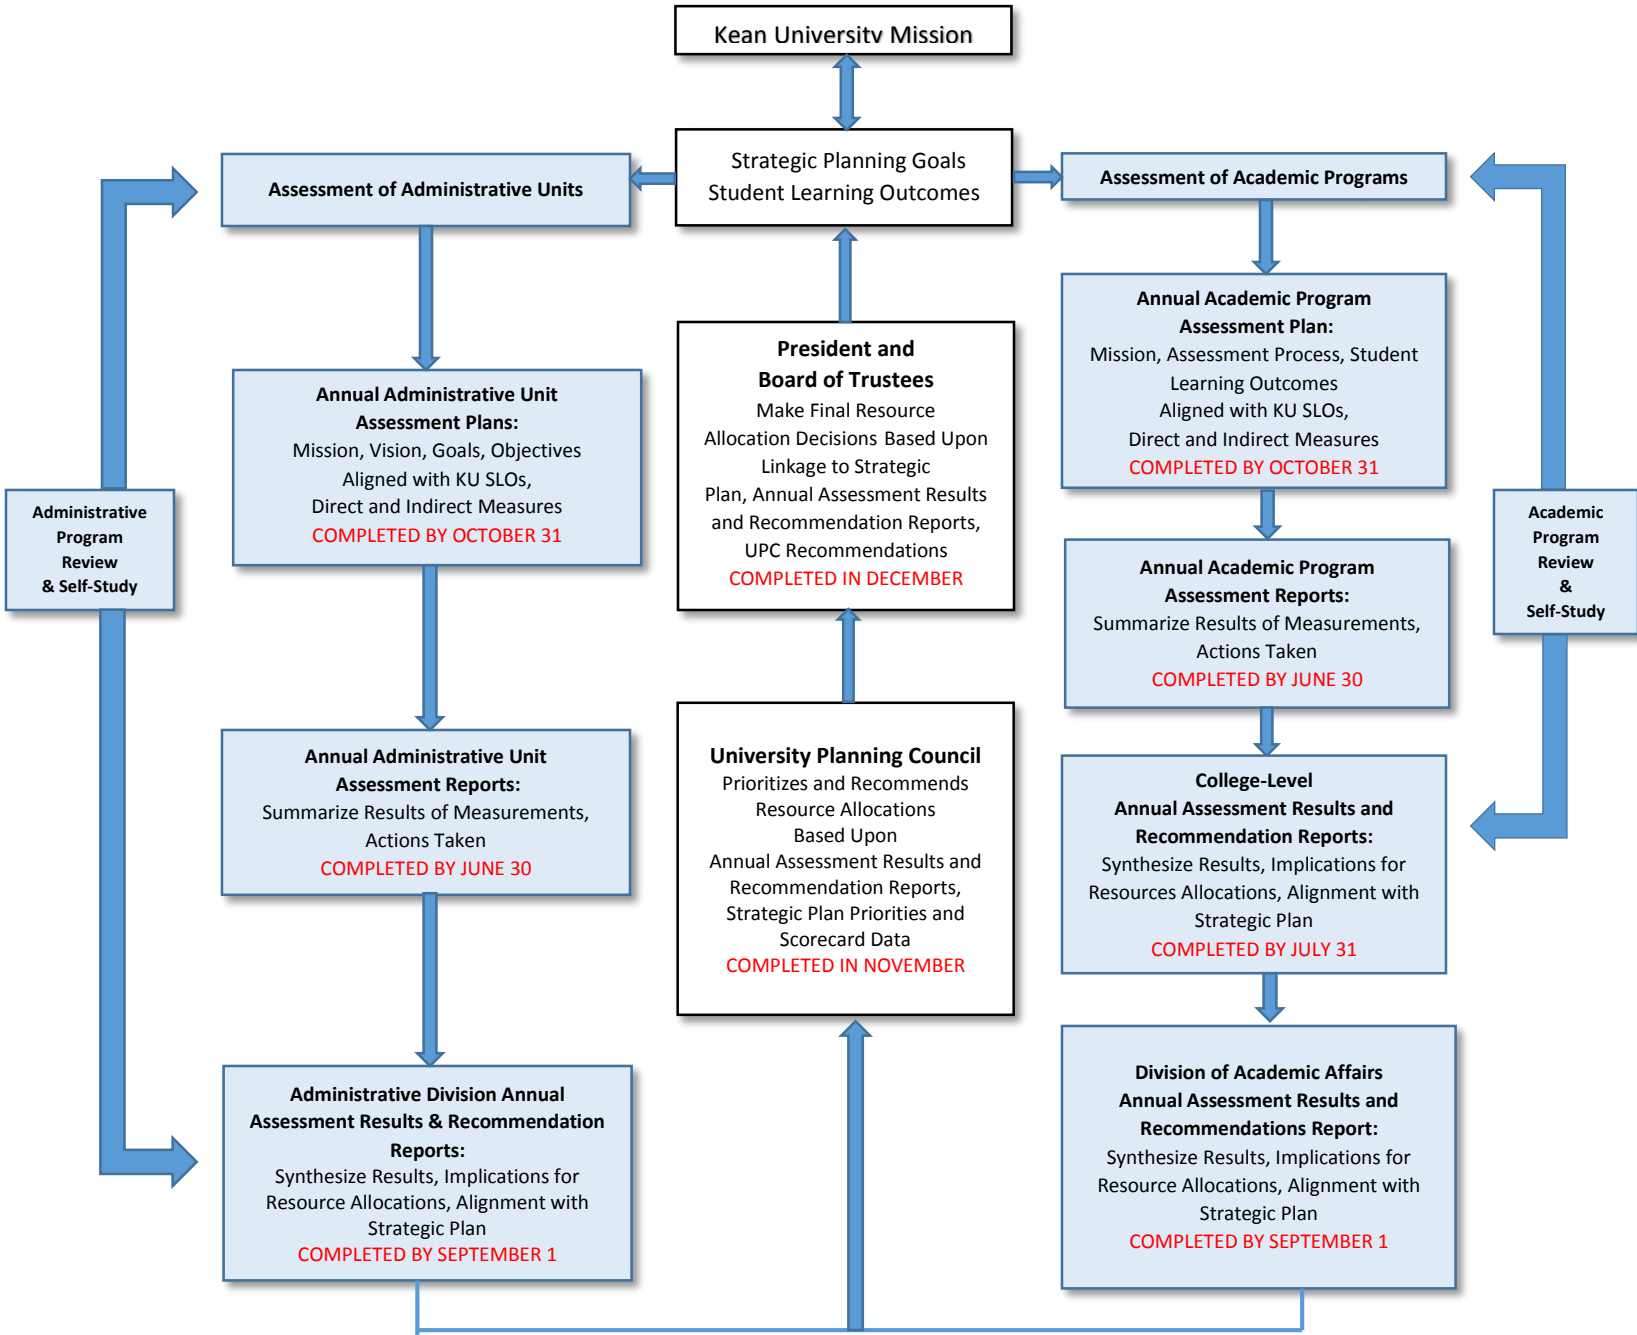 Kean University Mission
Strategic Planning Goals
Student Learning Outcomes
Assessment of Administrative Units
Assessment of Academic Programs
Annual Administrative Unit
Assessment Plans:
Mission, Vision, Goals, Objectives
Aligned with KU SLOs,
Direct and Indirect Measures
COMPLETED BY OCTOBER 31
Annual Administrative Unit
Assessment Reports:
Summarize Results of Measurements,
Actions Taken
COMPLETED BY JUNE 30
Administrative Division Annual
Assessment Results & Recommendation
Reports:
Synthesize Results, Implications for
Resource Allocations, Alignment with
Strategic Plan
COMPLETED BY SEPTEMBER 1
Administrative
Program
Review
& Self-Study
President and
Board of Trustees
Make Final Resource
Allocation Decisions Based Upon
Linkage to Strategic
Plan, Annual Assessment Results
and Recommendation Reports,
UPC Recommendations
COMPLETED IN DECEMBER
University Planning Council
Prioritizes and Recommends
Resource Allocations
Based Upon
Annual Assessment Results and
Recommendation Reports,
Strategic Plan Priorities and
Scorecard Data
COMPLETED IN NOVEMBER
Annual Academic Program
Assessment Plan:
Mission, Assessment Process, Student
Learning Outcomes
Aligned with KU SLOs,
Direct and Indirect Measures
COMPLETED BY OCTOBER 31
Annual Academic Program
Assessment Reports:
Summarize Results of Measurements,
Actions Taken
COMPLETED BY JUNE 30
College-Level
Annual Assessment Results and
Recommendation Reports:
Synthesize Results, Implications for
Resources Allocations, Alignment with
Strategic Plan
COMPLETED BY JULY 31
Division of Academic Affairs
Annual Assessment Results and
Recommendations Report:
Synthesize Results, Implications for
Resource Allocations, Alignment with
Strategic Plan
COMPLETED BY SEPTEMBER 1
Academic
Program
Review
&
Self-Study